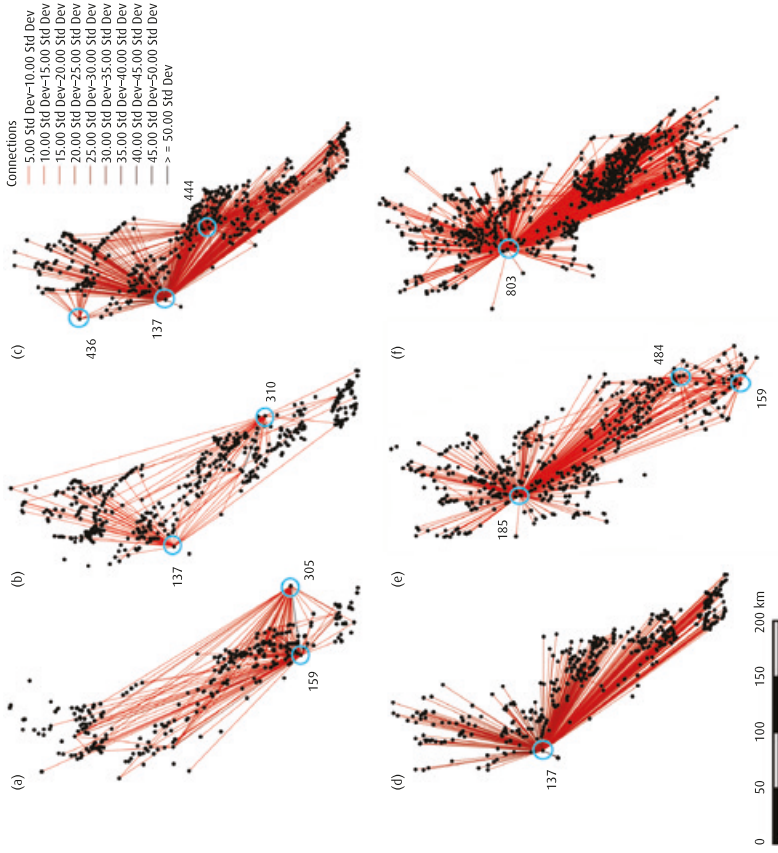 Connections
5.00 Std Dev–10.00 Std Dev
10.00 Std Dev–15.00 Std Dev
15.00 Std Dev–20.00 Std Dev
20.00 Std Dev–25.00 Std Dev
25.00 Std Dev–30.00 Std Dev
30.00 Std Dev–35.00 Std Dev
35.00 Std Dev–40.00 Std Dev
40.00 Std Dev–45.00 Std Dev
45.00 Std Dev–50.00 Std Dev
> = 50.00 Std Dev
(a)
305
159
(b)
137
310
(c)
436
137
444
(d)
137
(e)
185
484
159
(f)
803
0 50 100 150 200 km